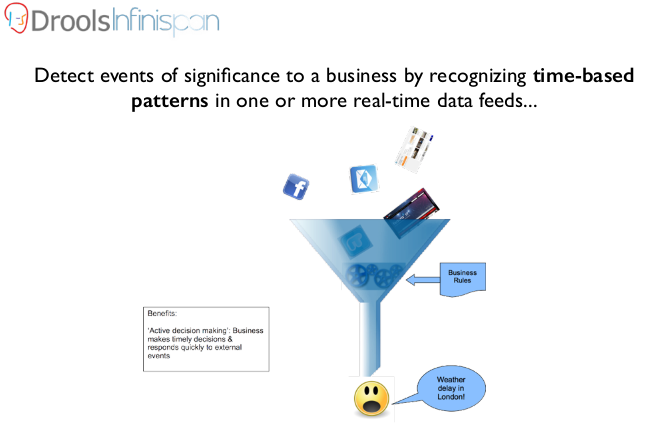 DroolsInfinispan
Detect events of significance to a business by recognizing time-based
patterns in one or more real-time data feeds...
Business
Rules
Benefits:
'Active decision making': Business
makes timely decisions &
responds quickly to external
events
Weather
delay in
London!